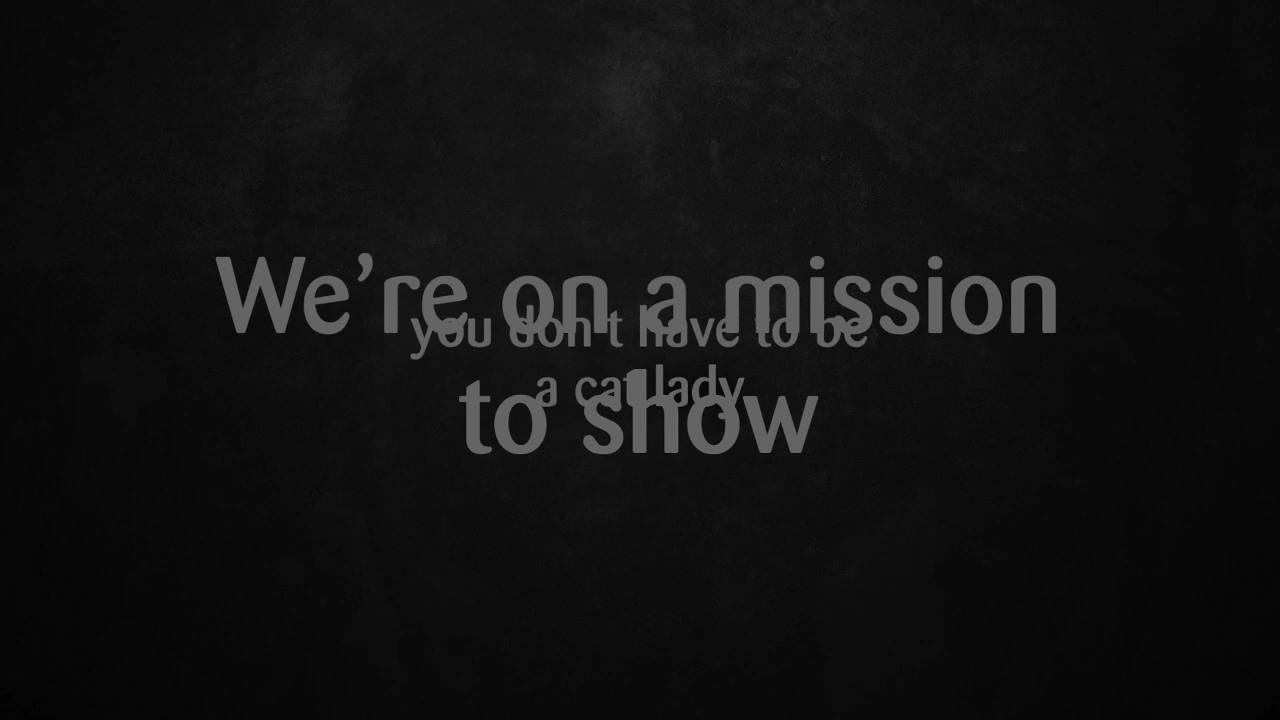 We’re on a mission
to show
you don't have to be
a cat lady